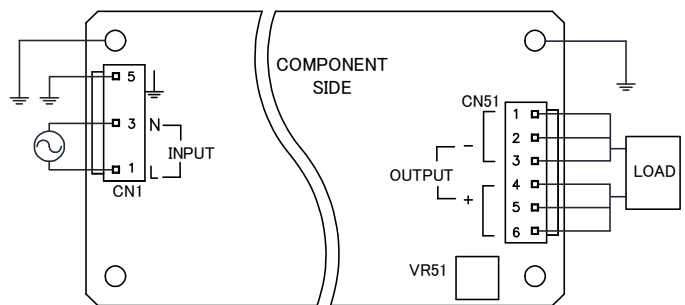 COMPONENT
SIDE
5
3 N
1 L
INPUT
CN1
CN51
1
2
3
4
5
6
-
OUTPUT
+
LOAD
VR51